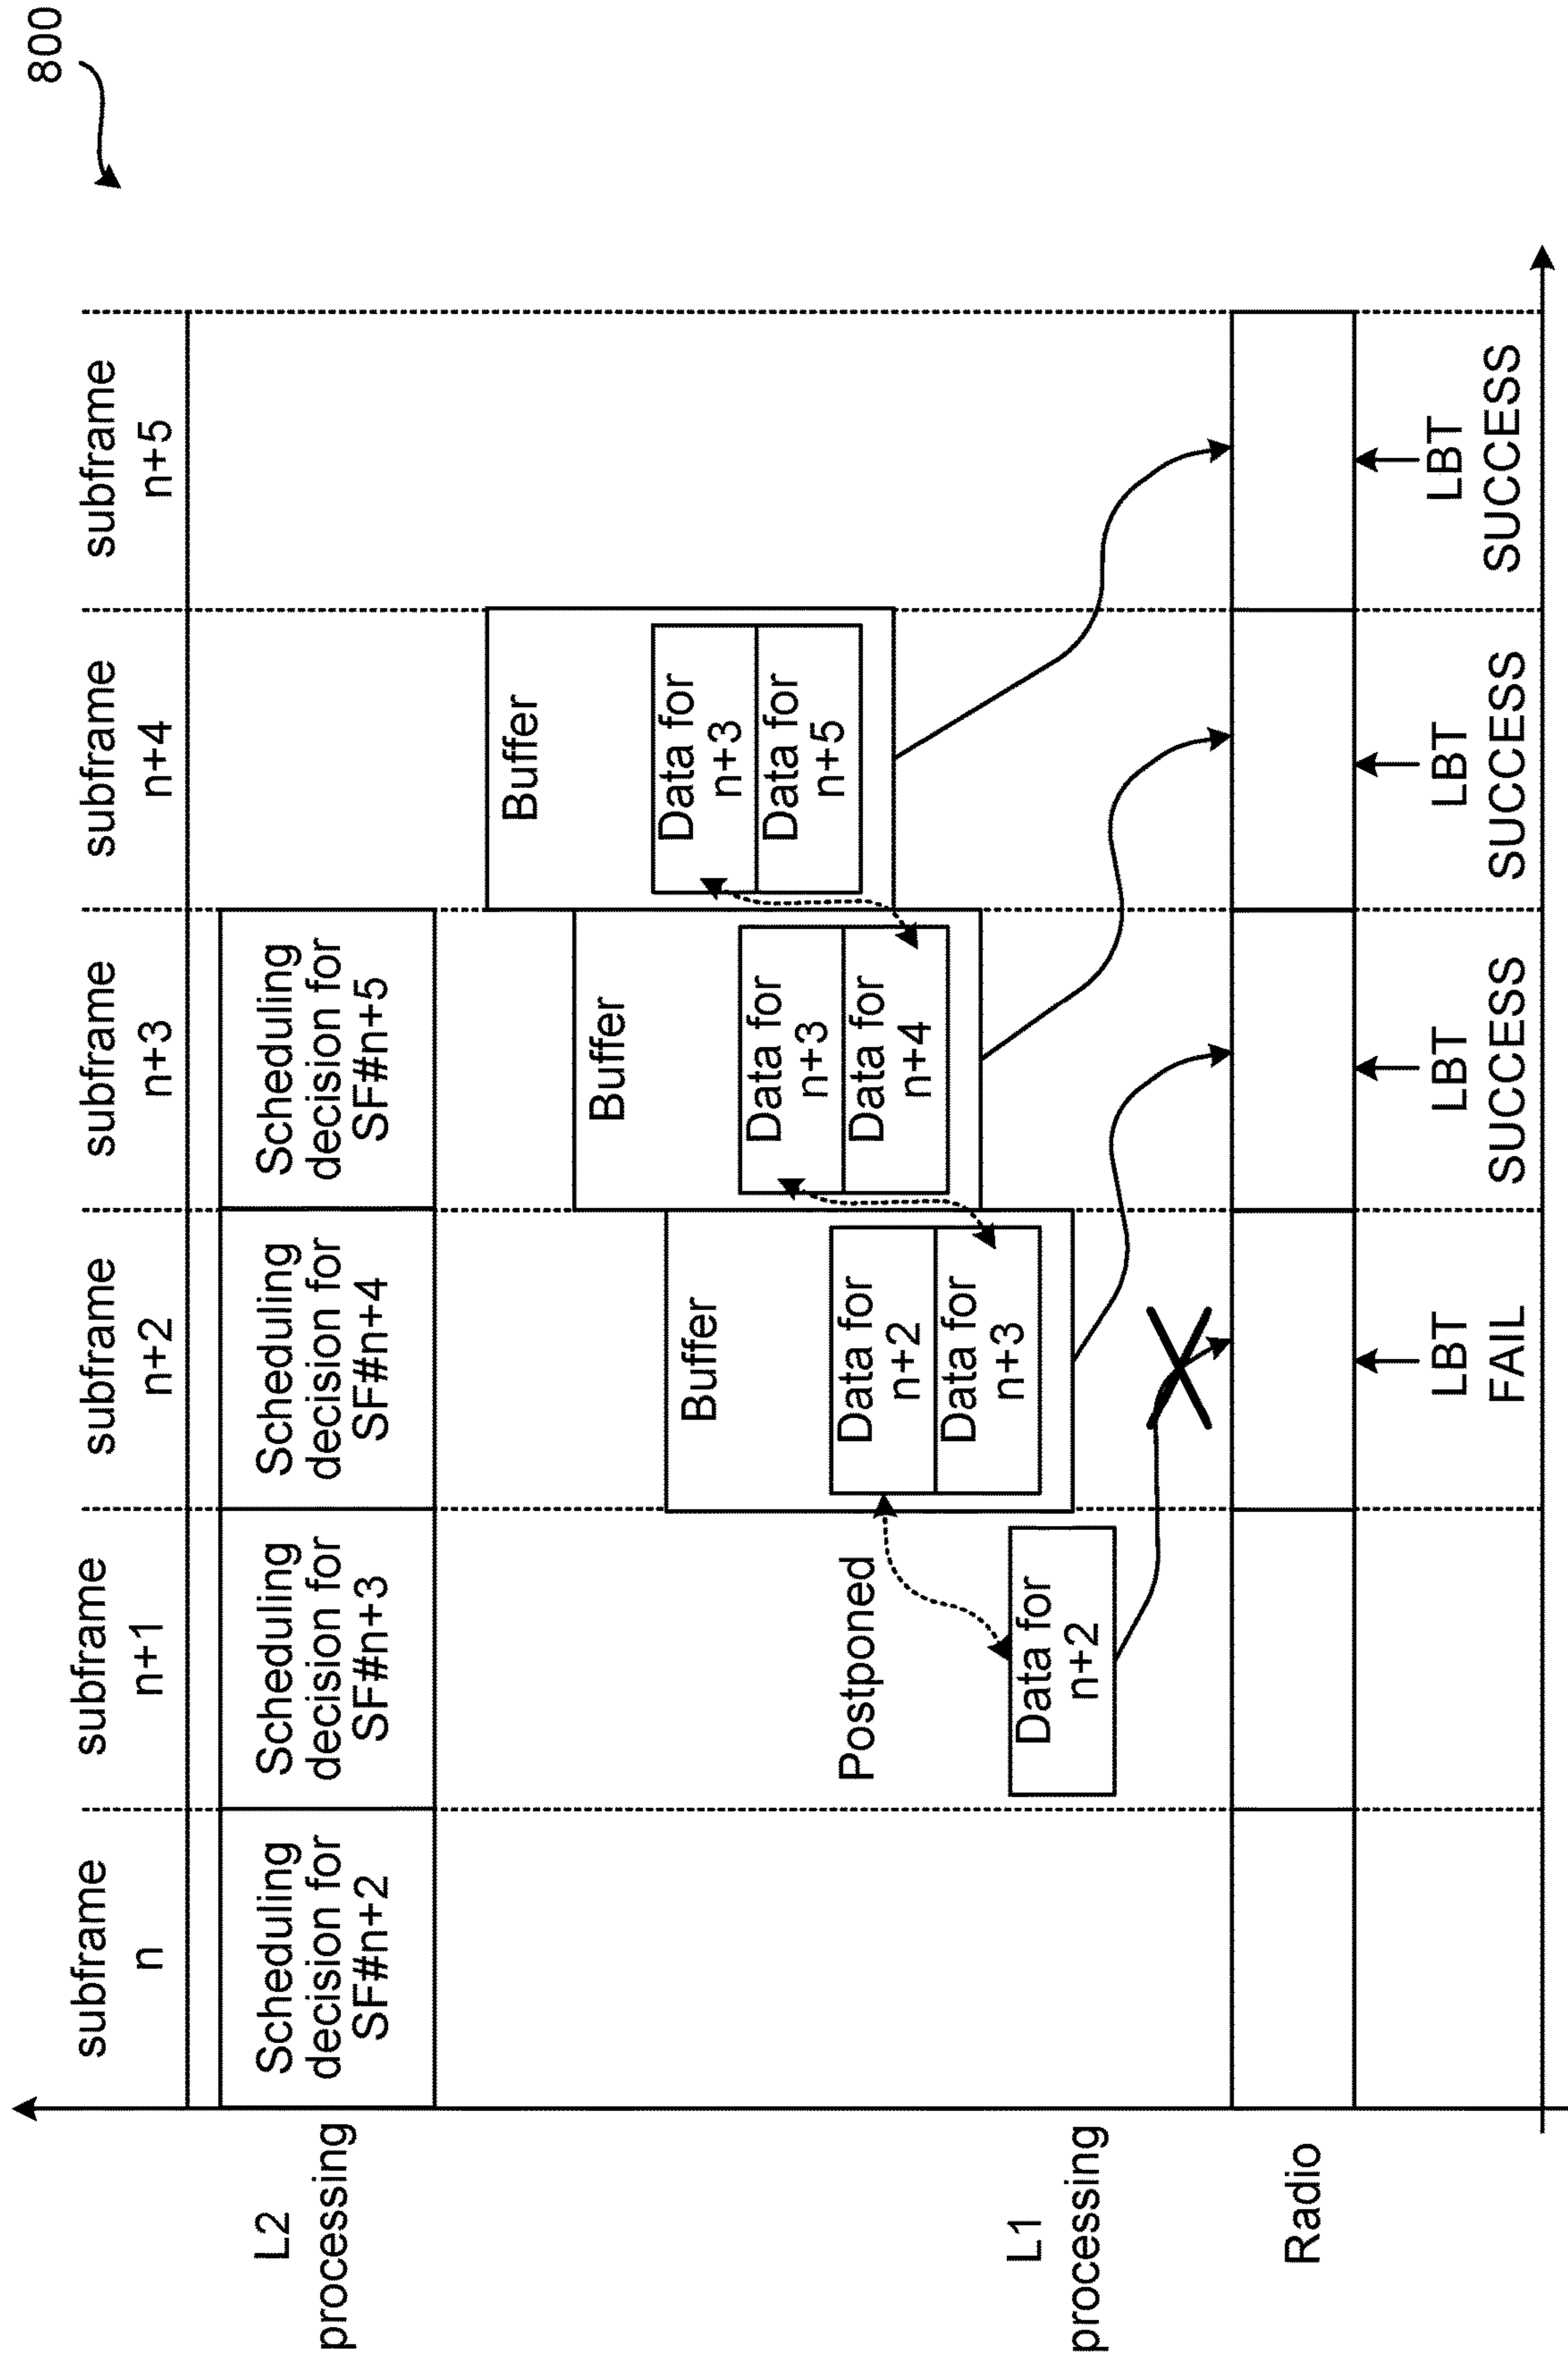 800
subframe
n
subframe
n+1
subframe
n+2
subframe
n+3
subframe
n+4
subframe
n+5
L2
processing
Scheduling
decision for
SF#n+2
Scheduling
decision for
SF#n+3
Scheduling
decision for
SF#n+4
Scheduling
decision for
SF#n+5
L1
processing
Postponed
Data for
n+2
Buffer
Data for
n+2
Data for
n+3
Buffer
Data for
n+3
Data for
n+4
Buffer
Data for
n+3
Data for
n+5
Radio
LBT
FAIL
LBT
SUCCESS
LBT
SUCCESS
LBT
SUCCESS